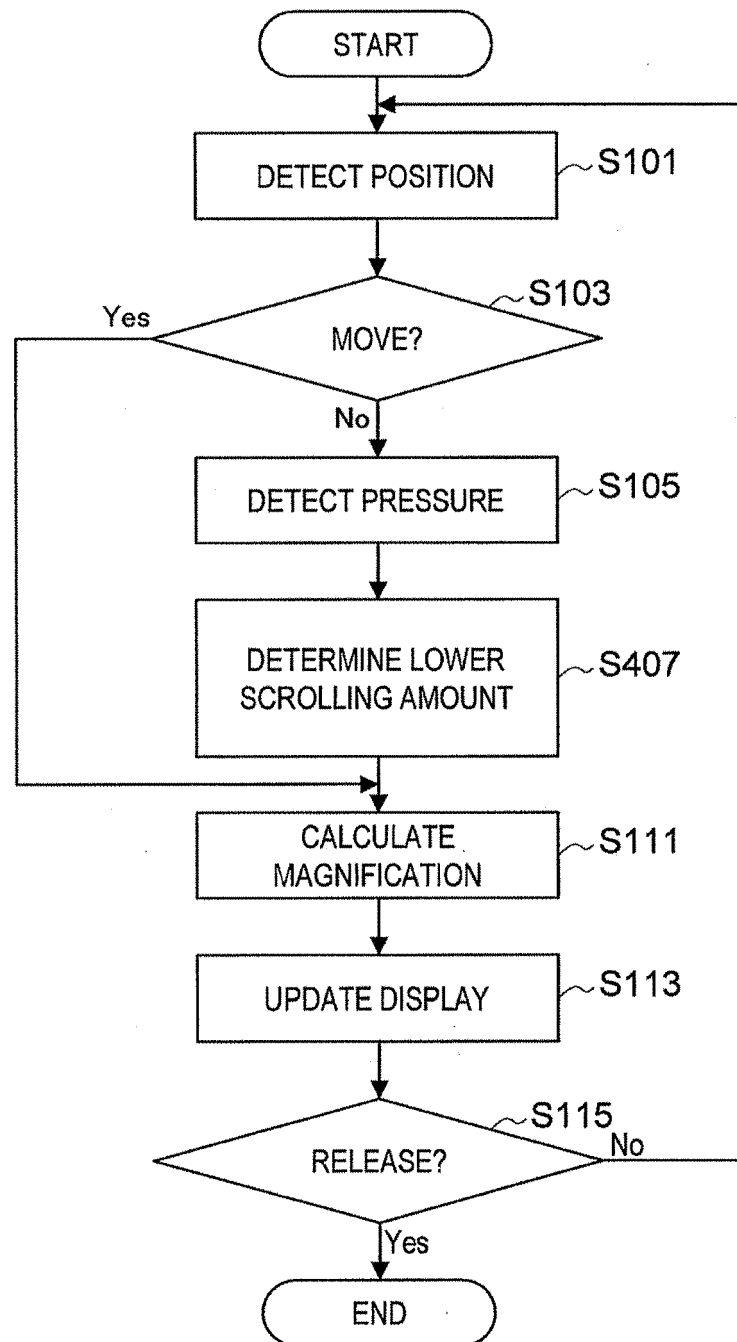 START
DETECT POSITION
S101
S103
Yes
MOVE?
No
DETECT PRESSURE
S105
DETERMINE LOWER
SCROLLING AMOUNT
S407
CALCULATE
MAGNIFICATION
S111
UPDATE DISPLAY
S113
S115
RELEASE?
No
Yes
END